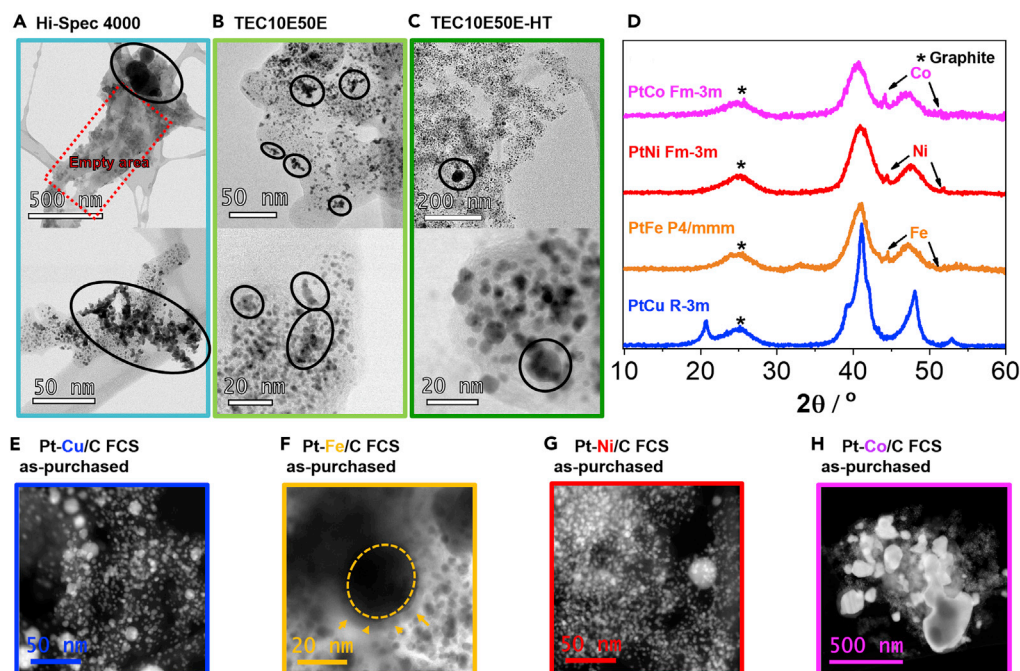 A Hi-Spec 4000
B TEC10E50E
C TEC10E50E-HT
D
Empty area
500 nm
50 nm
200 nm
50 nm
20 nm
20 nm
* Graphite
Co
PtCo Fm-3m
*
Ni
PtNi Fm-3m
*
Fe
PtFe P4/mmm
*
PtCu R-3m
*
10 20 30 40 50 60
2θ / °
E Pt-Cu/C FCS
as-purchased
F Pt-Fe/C FCS
as-purchased
G Pt-Ni/C FCS
as-purchased
H Pt-Co/C FCS
as-purchased
50 nm
20 nm
50 nm
500 nm